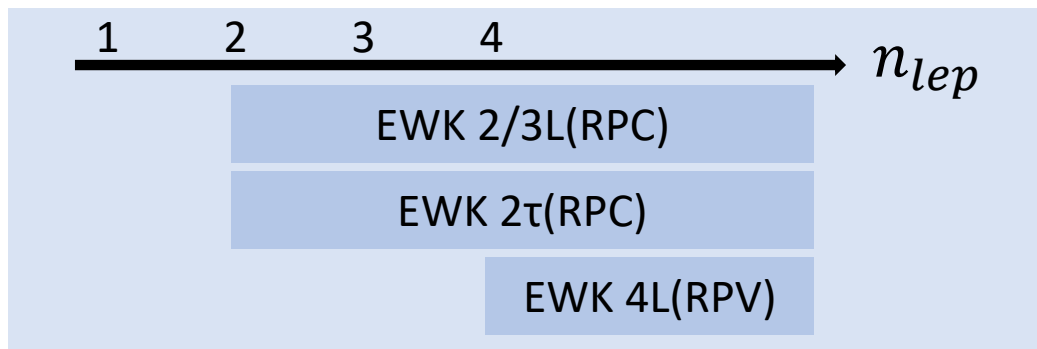 1 2 3 4
n_lep
EWK 2/3L(RPC)
EWK 2τ(RPC)
EWK 4L(RPV)